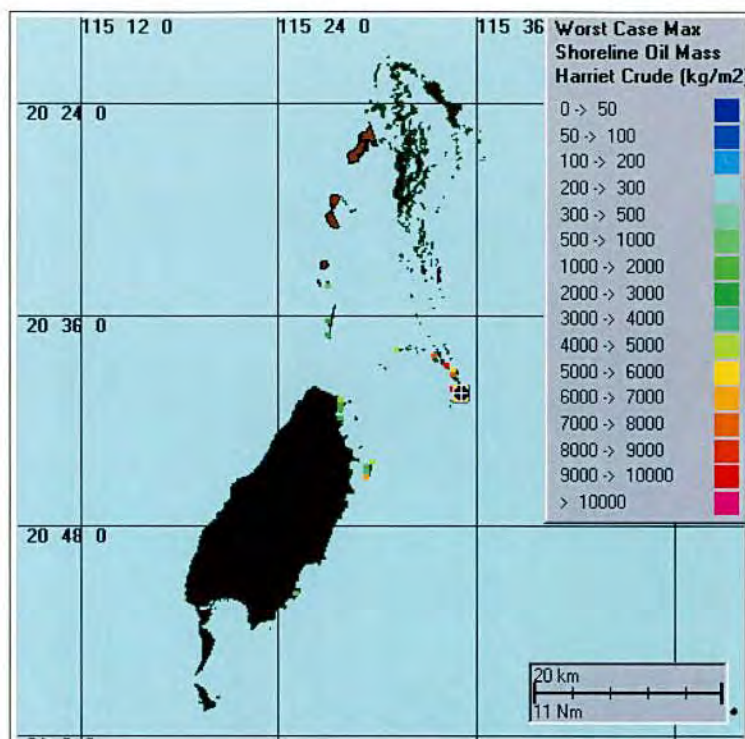 115 12 0
115 24 0
115 36
Worst Case Max
Shoreline Oil Mass
Harriet Crude (kg/m2)
0 -> 50
50 -> 100
100 -> 200
200 -> 300
300 -> 500
500 -> 1000
1000 -> 2000
2000 -> 3000
3000 -> 4000
4000 -> 5000
5000 -> 6000
6000 -> 7000
7000 -> 8000
8000 -> 9000
9000 -> 10000
> 10000
20 24 0
20 36 0
20 48 0
20 km
11 Nm